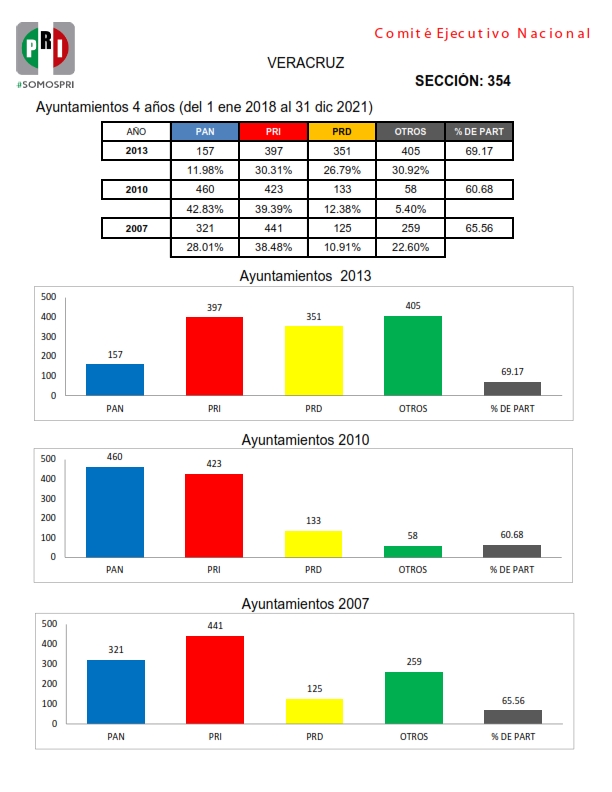 Comité Ejecutivo Nacional
PRI
#SOMOSPRI
VERACRUZ
SECCIÓN: 354
Ayuntamientos 4 años (del 1 ene 2018 al 31 dic 2021)
AÑO PAN PRI PRD OTROS % DE PART
2013 157 397 351 405 69.17
11.98% 30.31% 26.79% 30.92%
2010 460 423 133 58 60.68
42.83% 39.39% 12.38% 5.40%
2007 321 441 125 259 65.56
28.01% 38.48% 10.91% 22.60%
Ayuntamientos 2013
500
400
300
200
100
0
157 397 351 405 69.17
PAN PRI PRD OTROS % DE PART
Ayuntamientos 2010
500
400
300
200
100
0
460 423 133 58 60.68
PAN PRI PRD OTROS % DE PART
Ayuntamientos 2007
500
400
300
200
100
0
321 441 125 259 65.56
PAN PRI PRD OTROS % DE PART